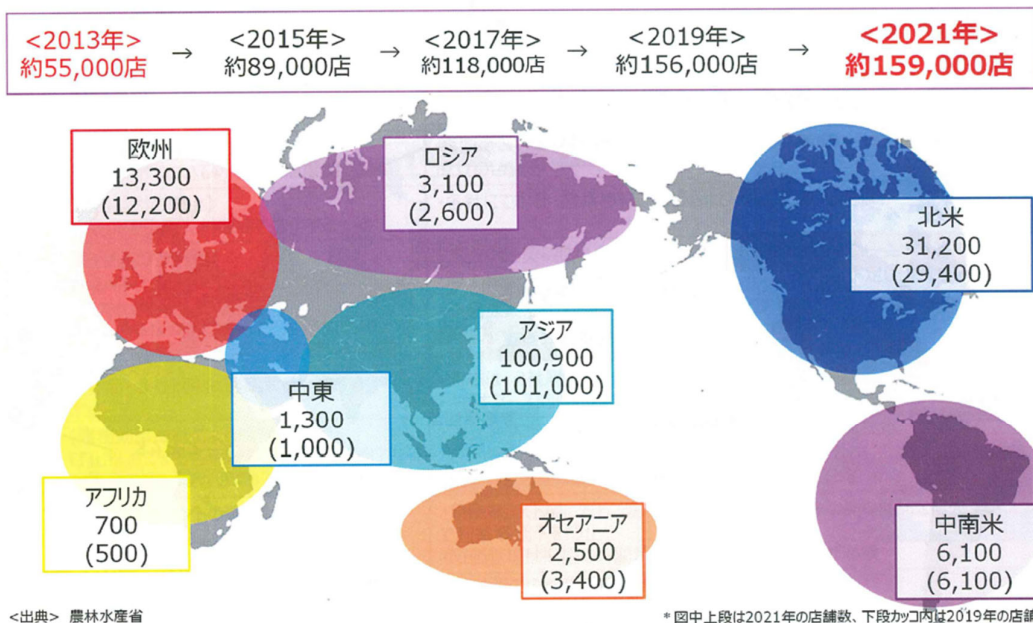 <2013年> → <2015年> → <2017年> → <2019年> → <2021年>
約55,000店 約89,000店 約118,000店 約156,000店 約159,000店
欧州
13,300
(12,200)
ロシア
3,100
(2,600)
北米
31,200
(29,400)
アジア
100,900
(101,000)
中東
1,300
(1,000)
アフリカ
700
(500)
オセアニア
2,500
(3,400)
中南米
6,100
(6,100)
<出典> 農林水産省
*図中上段は2021年の店舗数、下段カッコ内は2019年の店